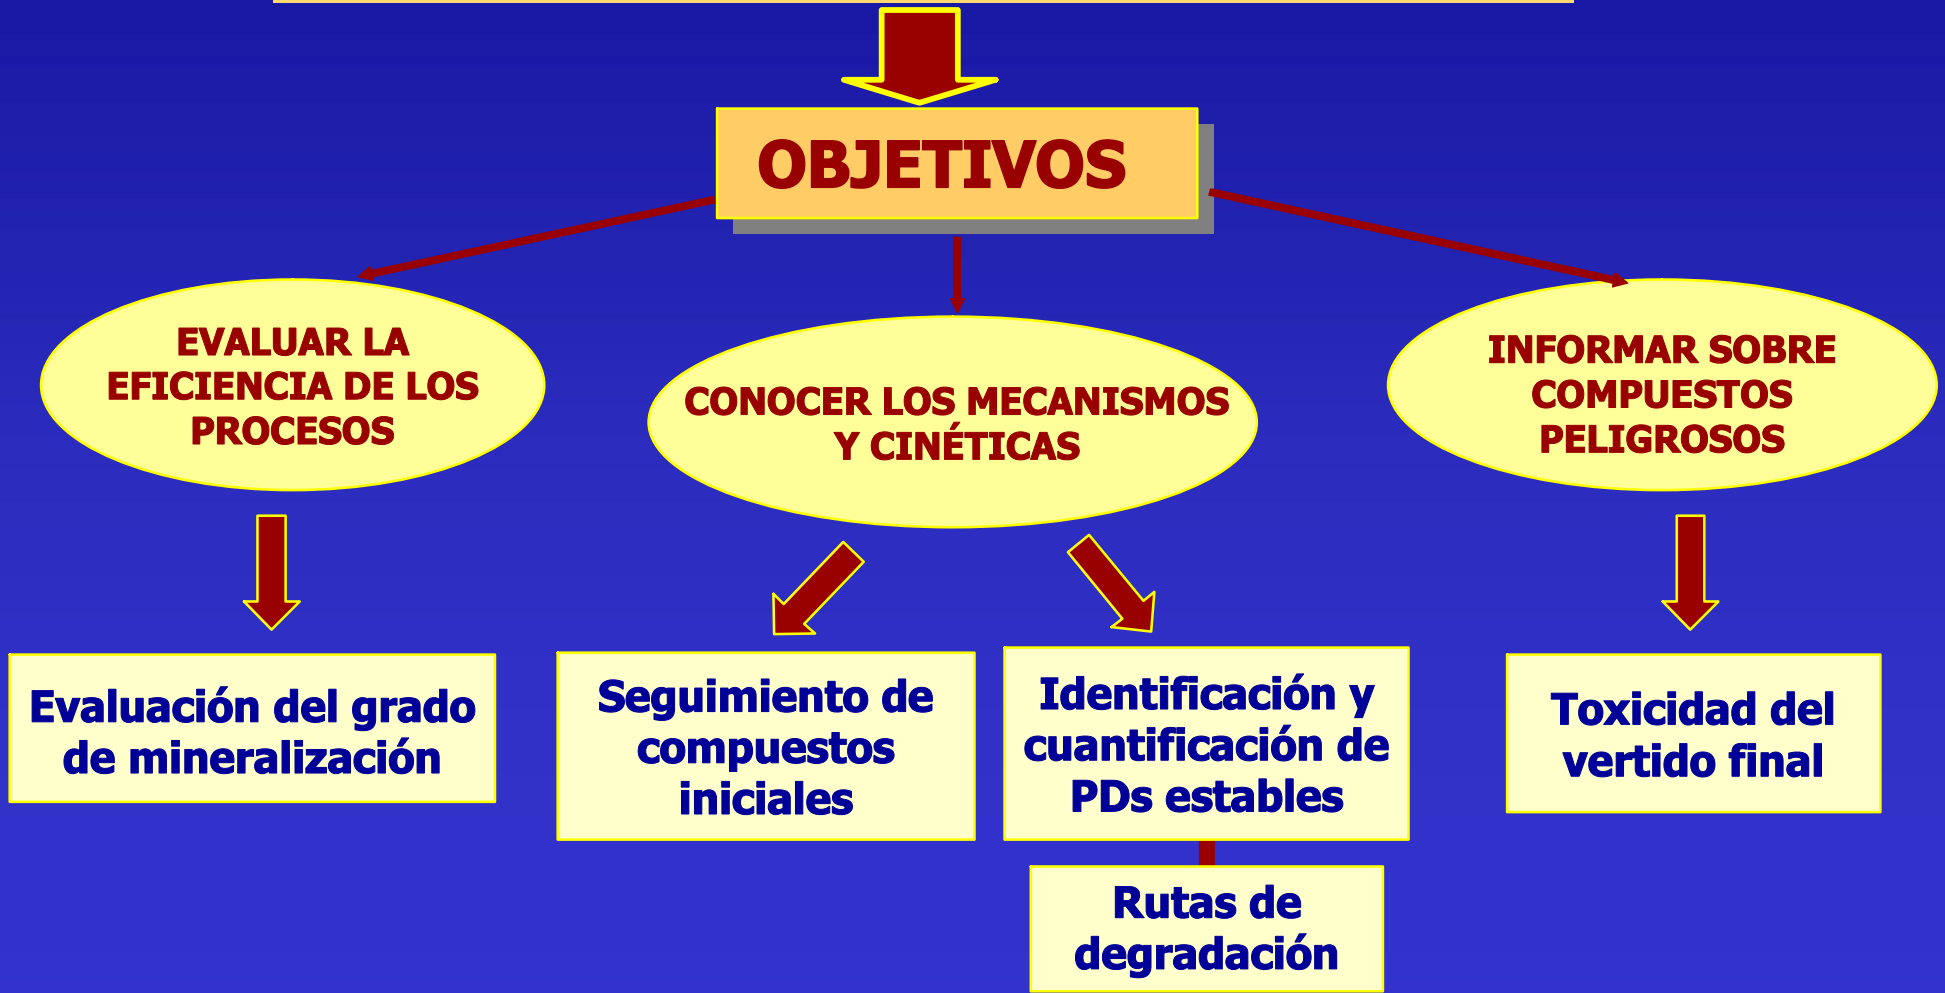 OBJETIVOS
EVALUAR LA
EFICIENCIA DE LOS
PROCESOS
CONOCER LOS MECANISMOS
Y CINÉTICAS
INFORMAR SOBRE
COMPUESTOS
PELIGROSOS
Evaluación del grado
de mineralización
Seguimiento de
compuestos
iniciales
Identificación y
cuantificación de
PDs estables
Toxicidad del
vertido final
Rutas de
degradación